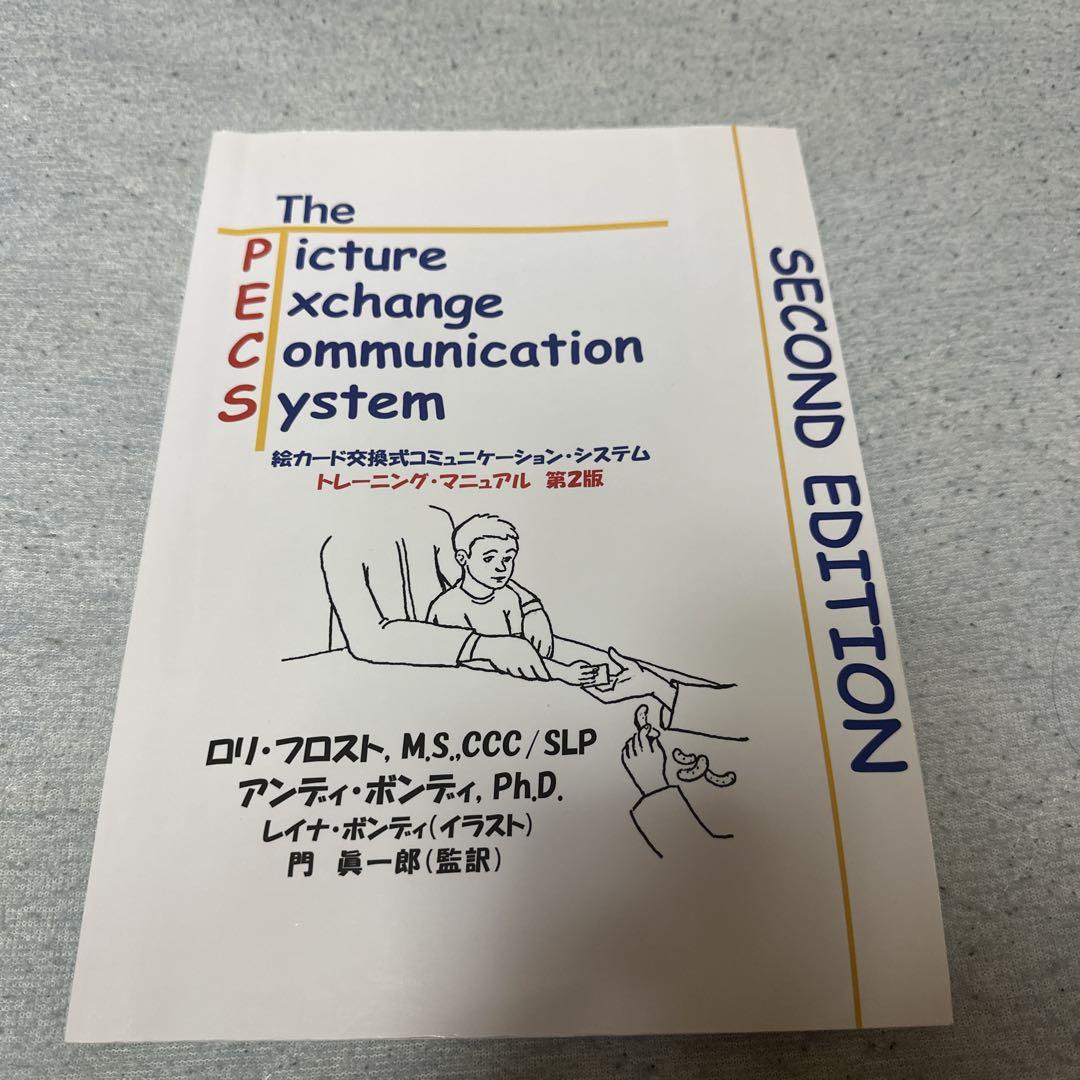 The
Picture
Exchange
Communication
System
絵カード交換式コミュニケーション・システム
トレーニング・マニュアル 第2版
ロリ・フロスト, M.S.,CCC / SLP
アンディ・ボンディ, Ph.D.
レイナ・ボンディ(イラスト)
門 眞一郎(監訳)
SECOND EDITION